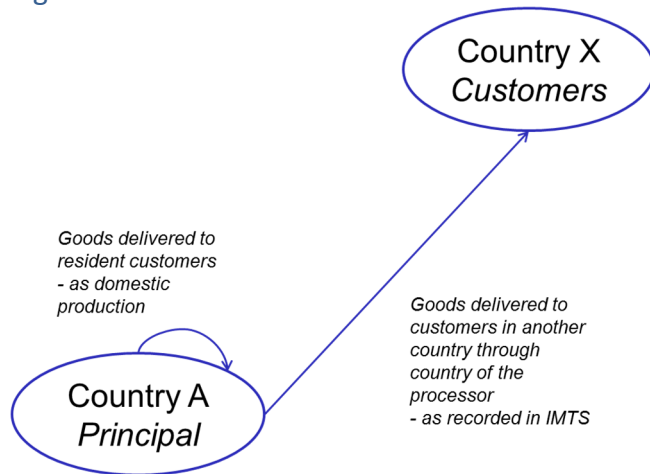 Country X
Customers
Goods delivered to
resident customers
- as domestic
production
Goods delivered to
customers in another
country through
country of the
processor
- as recorded in IMTS
Country A
Principal